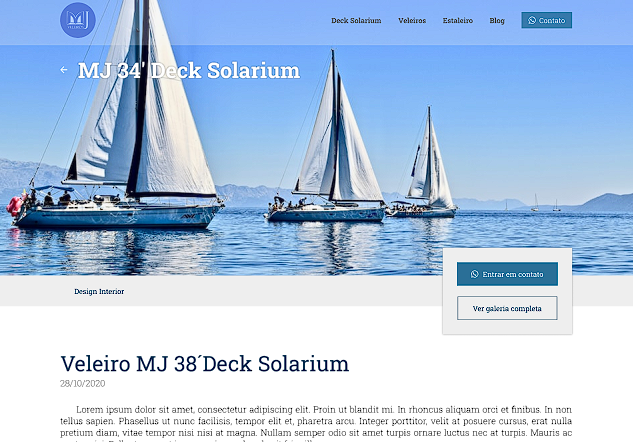 MJ
Deck Solarium Veleiros Estaleiro Blog Contato
← MJ 34' Deck Solarium
Entrar em contato
Design Interior
Ver galeria completa
Veleiro MJ 38´Deck Solarium
28/10/2020
Lorem ipsum dolor sit amet, consectetur adipiscing elit. Proin ut blandit mi. In rhoncus aliquam orci et finibus. In non
tellus sapien. Phasellus ut nunc facilisis, tempor elit et, pharetra arcu. Integer porttitor, velit at posuere cursus, erat nulla
pretium diam, vitae tempor nisi nisi at magna. Nullam semper odio sit amet turpis ornare luctus nec at turpis. Mauris ac